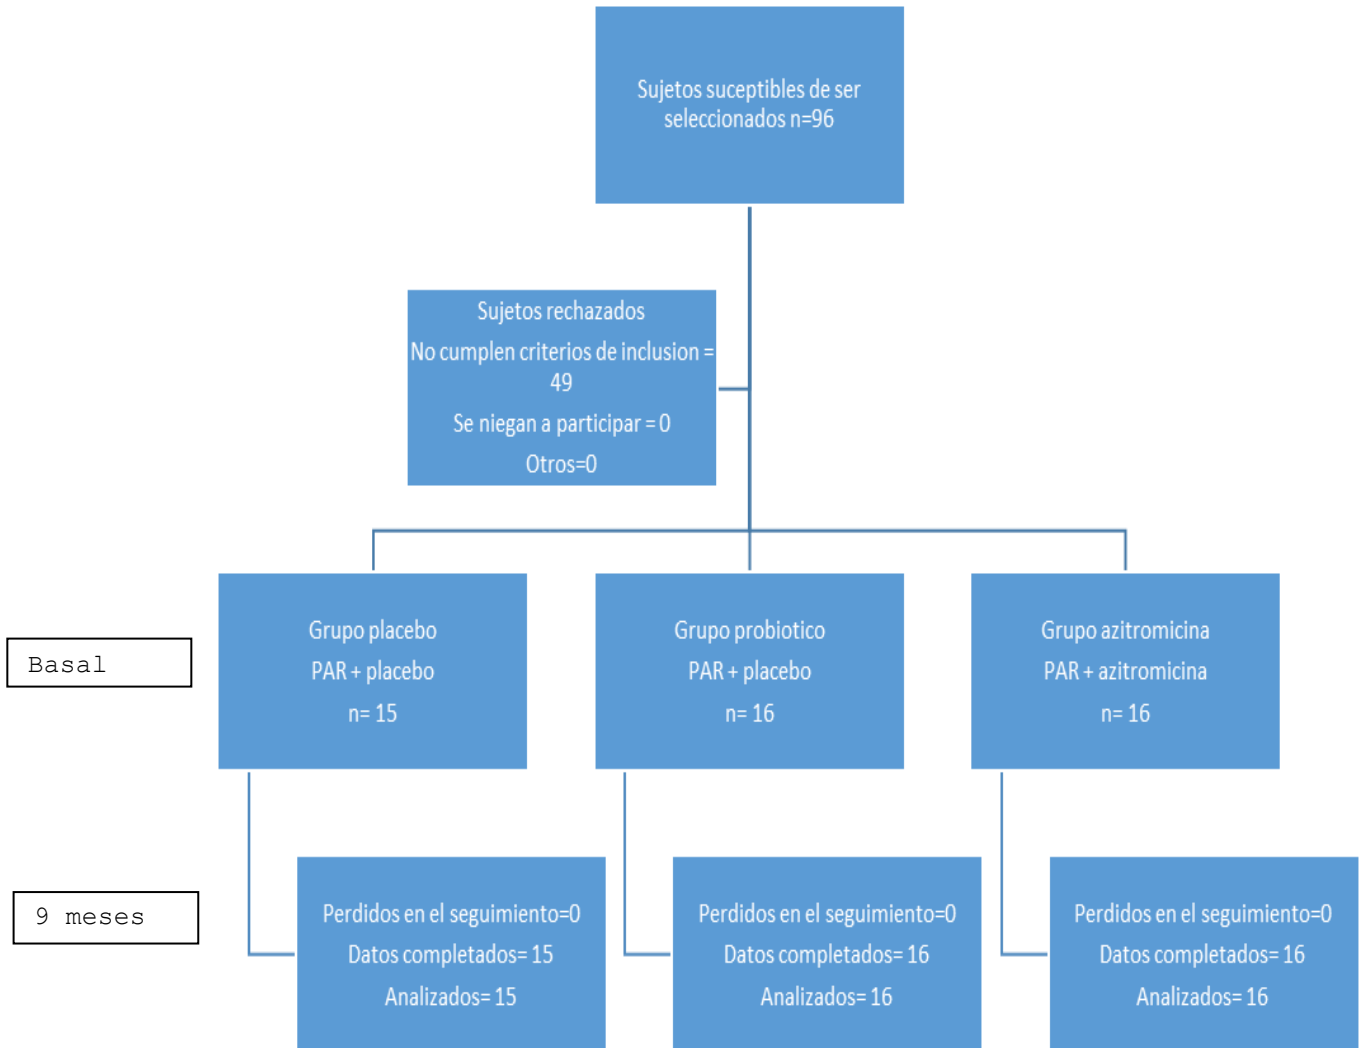 Sujetos suceptibles de ser
seleccionados n=96
Sujetos rechazados
No cumplen criterios de inclusion =
49
Se niegan a participar = 0
Otros=0
Basal
Grupo placebo
PAR + placebo
n= 15
Grupo probiotico
PAR + placebo
n= 16
Grupo azitromicina
PAR + azitromicina
n= 16
9 meses
Perdidos en el seguimiento=0
Datos completados= 15
Analizados= 15
Perdidos en el seguimiento=0
Datos completados= 16
Analizados= 16
Perdidos en el seguimiento=0
Datos completados= 16
Analizados= 16